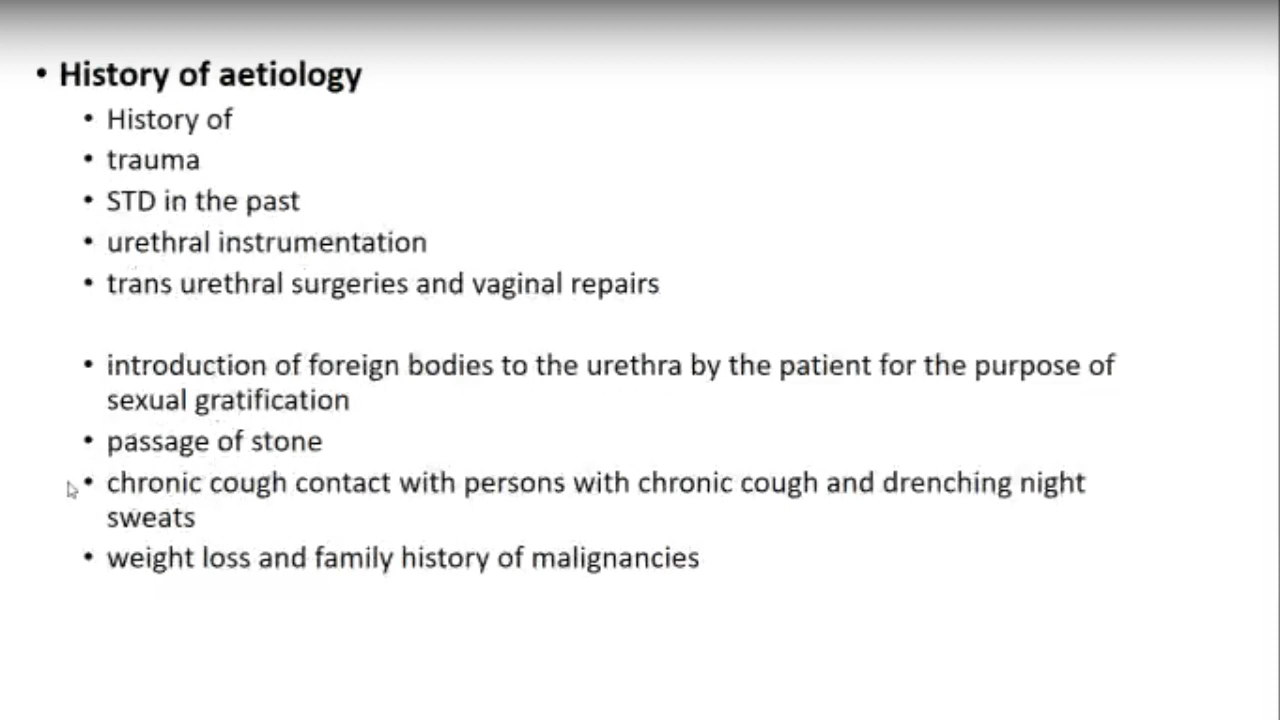 • History of aetiology
• History of
• trauma
• STD in the past
• urethral instrumentation
• trans urethral surgeries and vaginal repairs
• introduction of foreign bodies to the urethra by the patient for the purpose of
sexual gratification
• passage of stone
• chronic cough contact with persons with chronic cough and drenching night
sweats
• weight loss and family history of malignancies